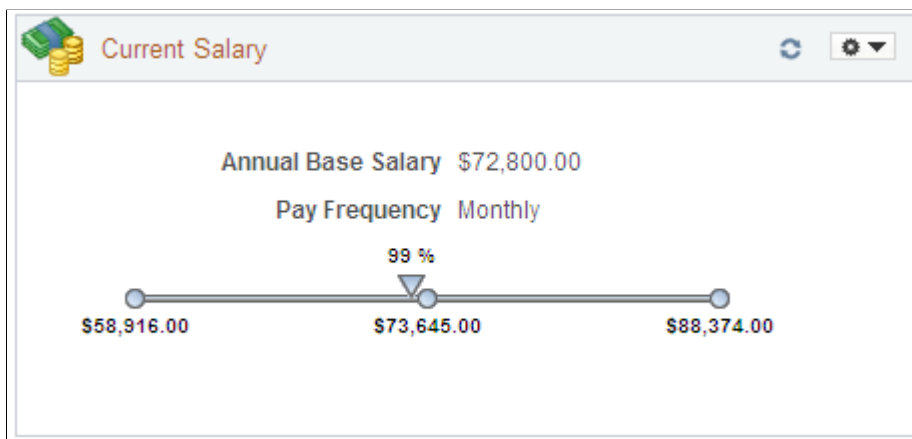 Current Salary
Annual Base Salary $72,800.00
Pay Frequency Monthly
99 %
$58,916.00 $73,645.00 $88,374.00